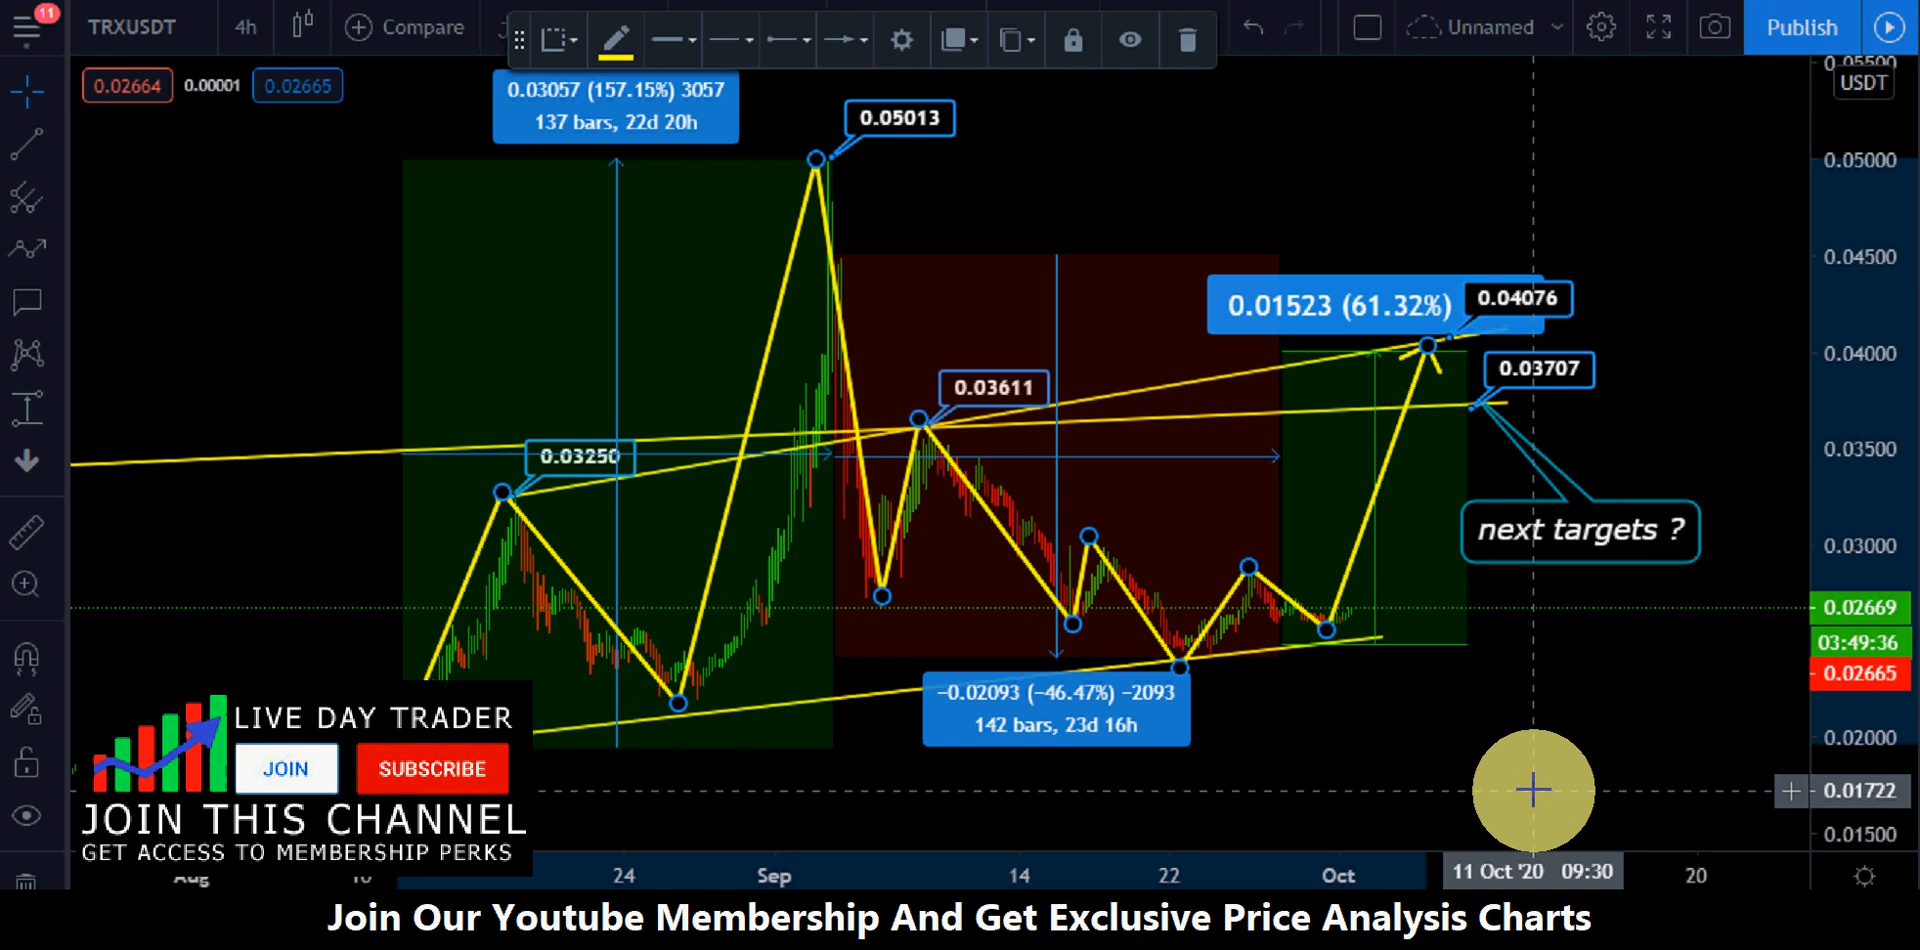 11
TRXUSDT
4h
Compare
Unnamed
Publish
0.02664
0.00001
0.02665
0.03057 (157.15%) 3057
137 bars, 22d 20h
0.05013
0.03250
0.03611
0.01523 (61.32%)
0.04076
0.03707
next targets ?
-0.02093 (-46.47%) -2093
142 bars, 23d 16h
0.05500
USDT
0.05000
0.04500
0.04000
0.03500
0.03000
0.02669
03:49:36
0.02665
0.02000
0.01722
0.01500
LIVE DAY TRADER
JOIN
SUBSCRIBE
JOIN THIS CHANNEL
GET ACCESS TO MEMBERSHIP PERKS
Aug
24
Sep
14
22
Oct
11 Oct '20 09:30
20
Join Our Youtube Membership And Get Exclusive Price Analysis Charts